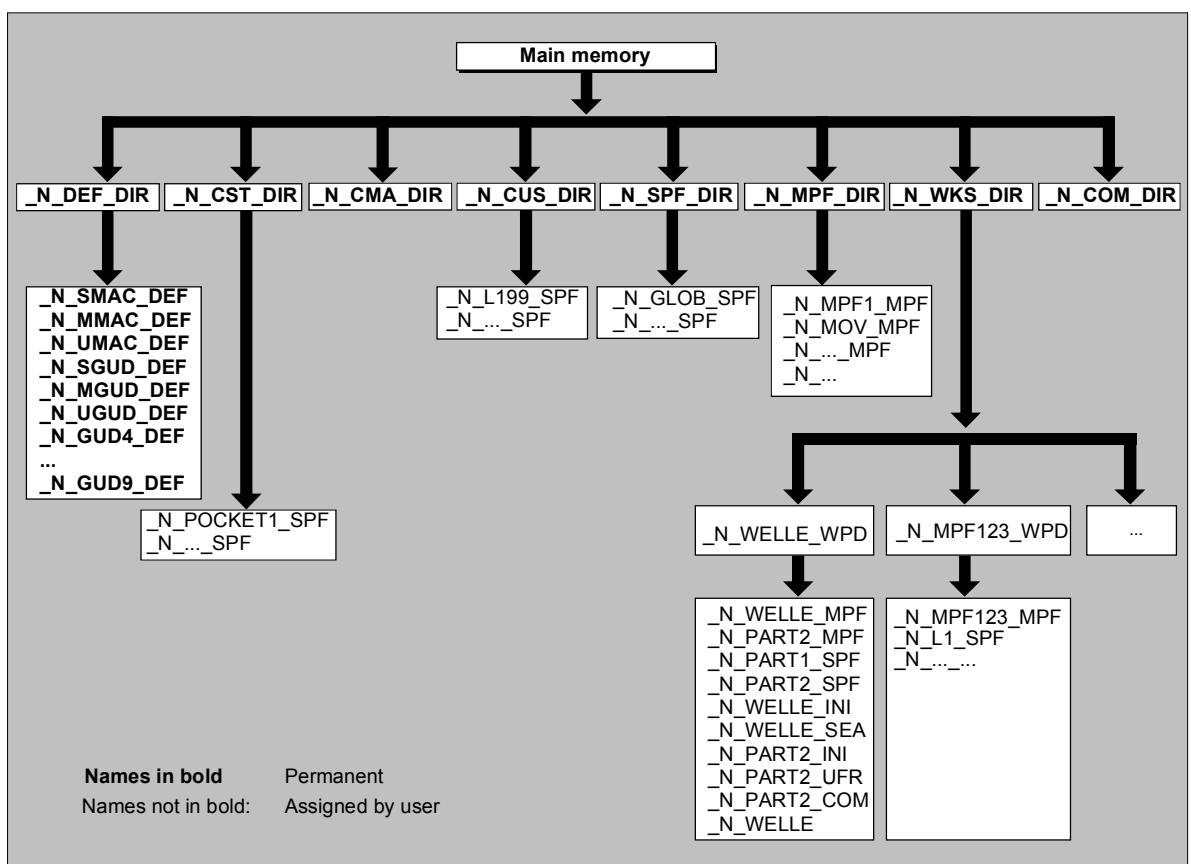 Main memory
_N_DEF_DIR
_N_CST_DIR
_N_CMA_DIR
_N_CUS_DIR
_N_SPF_DIR
_N_MPF_DIR
_N_WKS_DIR
_N_COM_DIR
_N_SMAC_DEF
_N_MMAC_DEF
_N_UMAC_DEF
_N_SGUD_DEF
_N_MGUD_DEF
_N_UGUD_DEF
_N_GUD4_DEF
...
_N_GUD9_DEF
_N_POCKET1_SPF
_N_..._SPF
_N_L199_SPF
_N_..._SPF
_N_GLOB_SPF
_N_..._SPF
_N_MPF1_MPF
_N_MOV_MPF
_N_..._MPF
_N_...
_N_WELLE_WPD
_N_MPF123_WPD
...
_N_WELLE_MPF
_N_PART2_MPF
_N_PART1_SPF
_N_PART2_SPF
_N_WELLE_INI
_N_WELLE_SEA
_N_PART2_INI
_N_PART2_UFR
_N_PART2_COM
_N_WELLE
_N_MPF123_MPF
_N_L1_SPF
_N_..._...
Names in bold Permanent
Names not in bold: Assigned by user